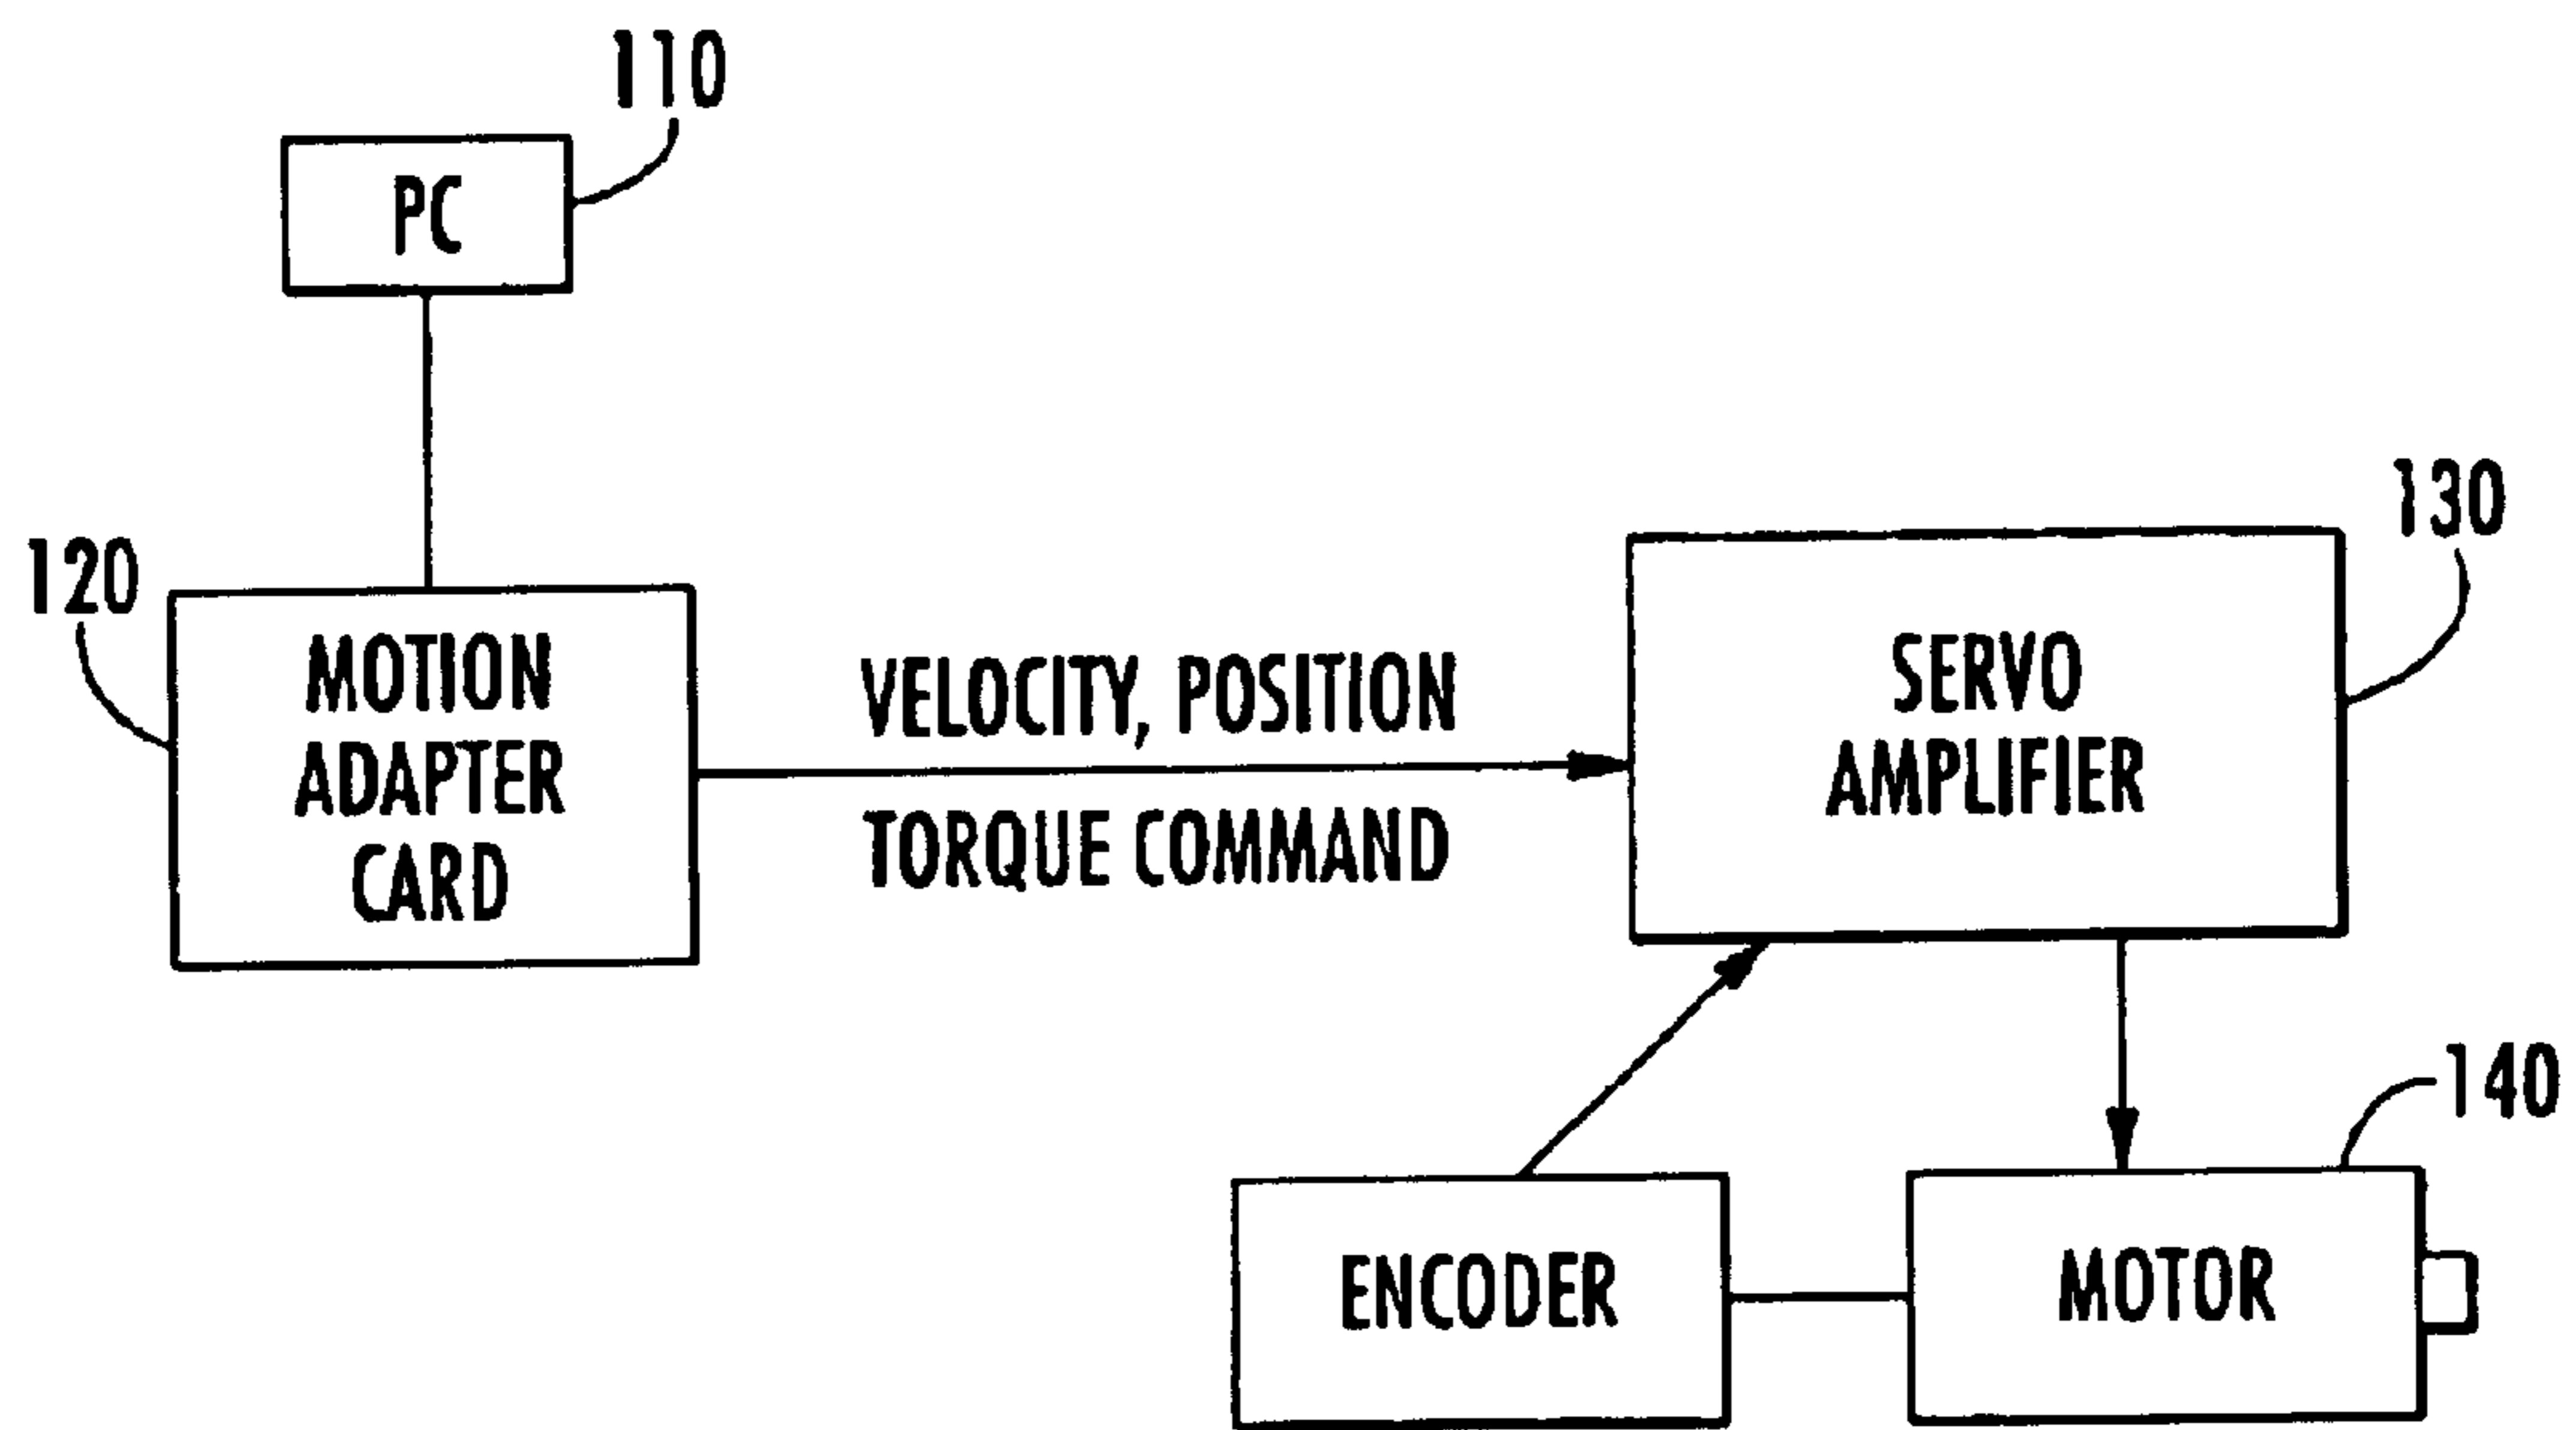 110
PC
120
MOTION
ADAPTER
CARD
VELOCITY, POSITION
TORQUE COMMAND
130
SERVO
AMPLIFIER
140
ENCODER
MOTOR